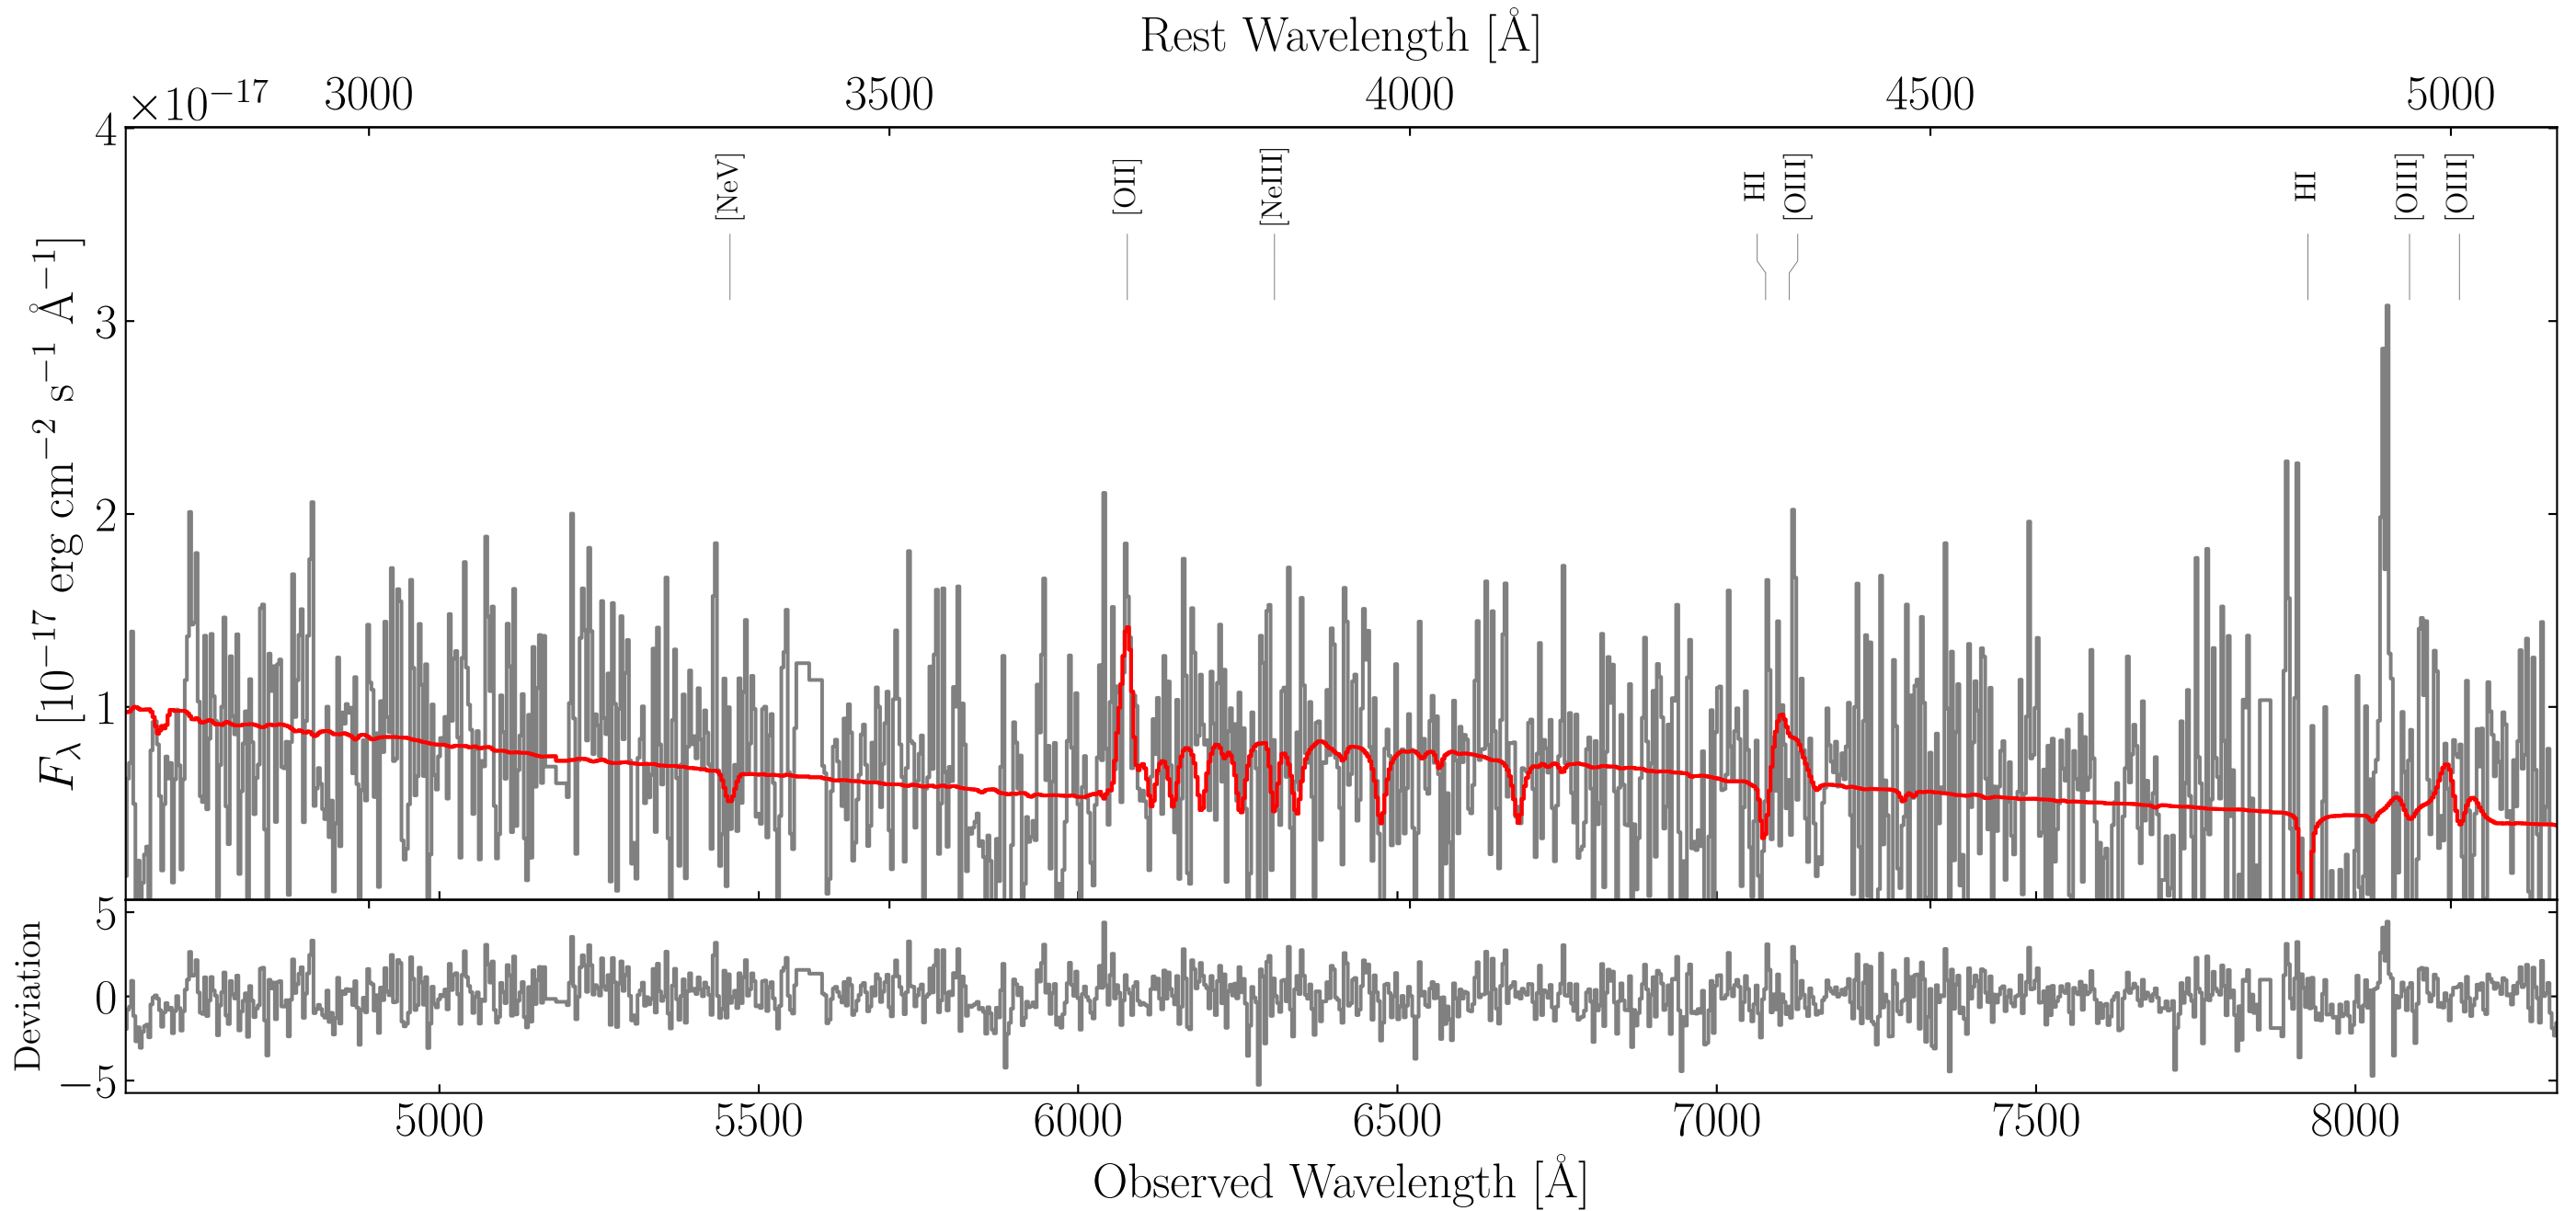 Rest Wavelength [Å]
×10⁻¹⁷
3000 3500 4000 4500 5000
[NeV] [OII] [NeIII] HI [OIII] HI [OIII] [OIII]
4
3
2
1
F_λ [10⁻¹⁷ erg cm⁻² s⁻¹ Å⁻¹]
5
0
−5
Deviation
5000 5500 6000 6500 7000 7500 8000
Observed Wavelength [Å]